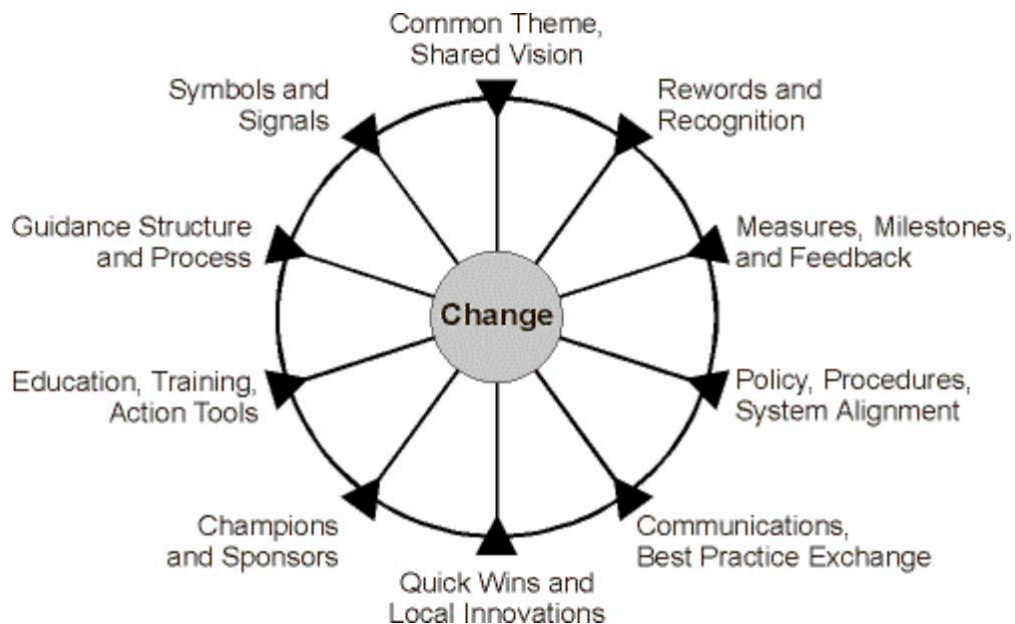 Common Theme,
Shared Vision
Rewords and
Recognition
Measures, Milestones,
and Feedback
Policy, Procedures,
System Alignment
Communications,
Best Practice Exchange
Quick Wins and
Local Innovations
Champions
and Sponsors
Education, Training,
Action Tools
Guidance Structure
and Process
Symbols and
Signals
Change